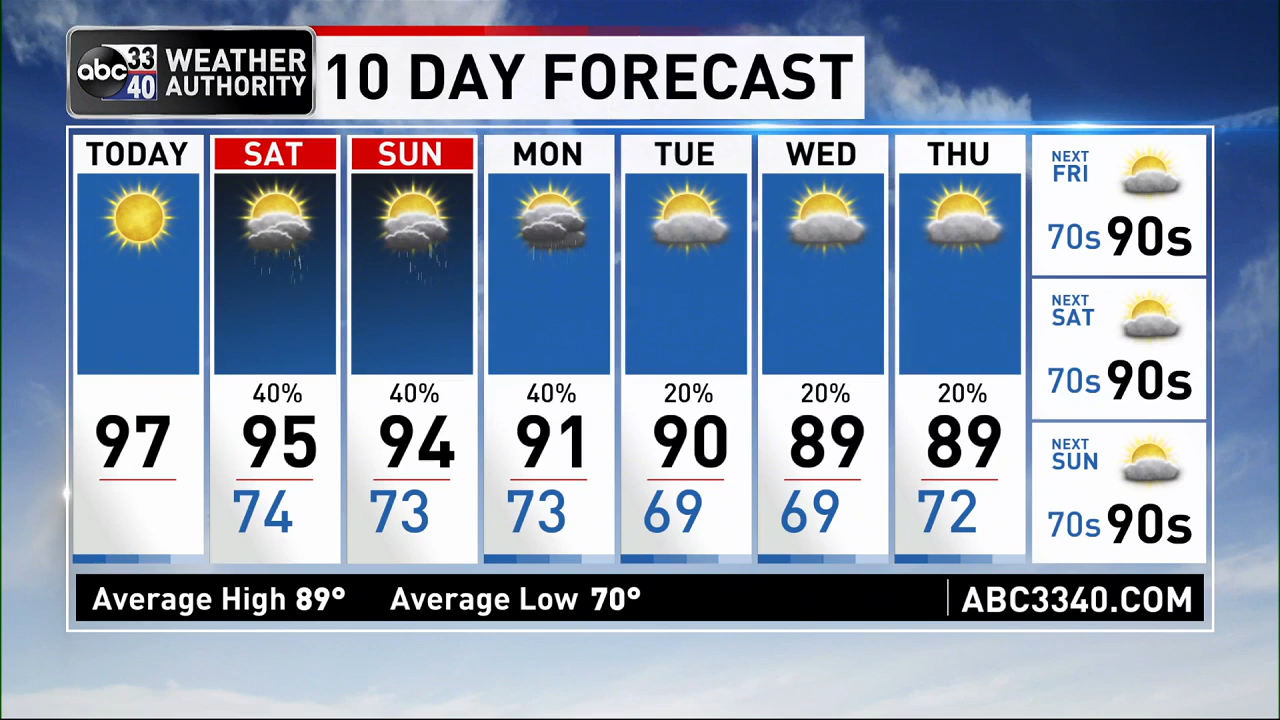 abc 33 40 WEATHER AUTHORITY
10 DAY FORECAST
TODAY SAT SUN MON TUE WED THU
40% 40% 40% 20% 20% 20%
97 95 94 91 90 89 89
74 73 73 69 69 72
NEXT
FRI
70s 90s
NEXT
SAT
70s 90s
NEXT
SUN
70s 90s
Average High 89° Average Low 70° ABC3340.COM